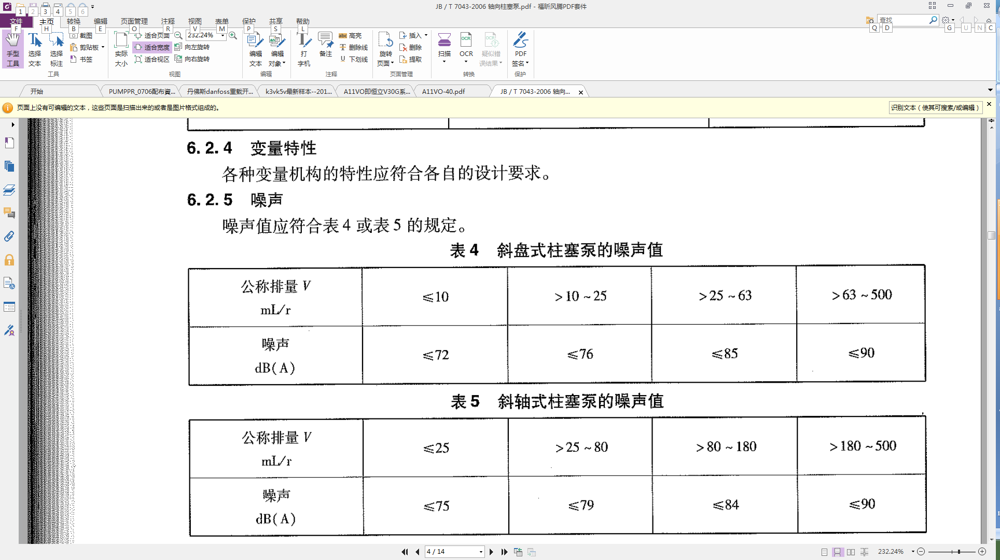 JB / T 7043-2006 轴向柱塞泵.pdf - 福昕风腾PDF套件
1 2 3 4 5 6
文件 主页 转换 编辑 页面管理 注释 视图 表单 保护 共享 帮助
查找
F H B E O R V M P S L Q D G U N C
手型工具
选择文本
选择标注
截图
剪贴板
书签
工具
实际大小
适合页面
适合宽度
适合视区
232.24%
向左旋转
向右旋转
视图
编辑文本
编辑对象
编辑
打字机
备注
abc 高亮
删除线
U 下划线
注释
旋转页面
插入
删除
提取
页面管理
扫描
OCR
OCR
OCR
疑似错误结果
转换
PDF签名
保护
开始
PUMPPR_0706配布資...
丹佛斯danfoss重载开...
k3vk5v最新样本--201...
A11VO即恒立V30G系...
A11VO-40.pdf
JB / T 7043-2006 轴向...
页面上没有可编辑的文本，这些页面是扫描出来的或者是图片格式组成的。
识别文本（使其可搜索/或编辑）
6.2.4 变量特性
各种变量机构的特性应符合各自的设计要求。
6.2.5 噪声
噪声值应符合表4或表5的规定。
表4 斜盘式柱塞泵的噪声值
公称排量 V
mL/r
≤10 >10～25 >25～63 >63～500
噪声
dB(A)
≤72 ≤76 ≤85 ≤90
表5 斜轴式柱塞泵的噪声值
公称排量 V
mL/r
≤25 >25～80 >80～180 >180～500
噪声
dB(A)
≤75 ≤79 ≤84 ≤90
4 / 14
232.24%